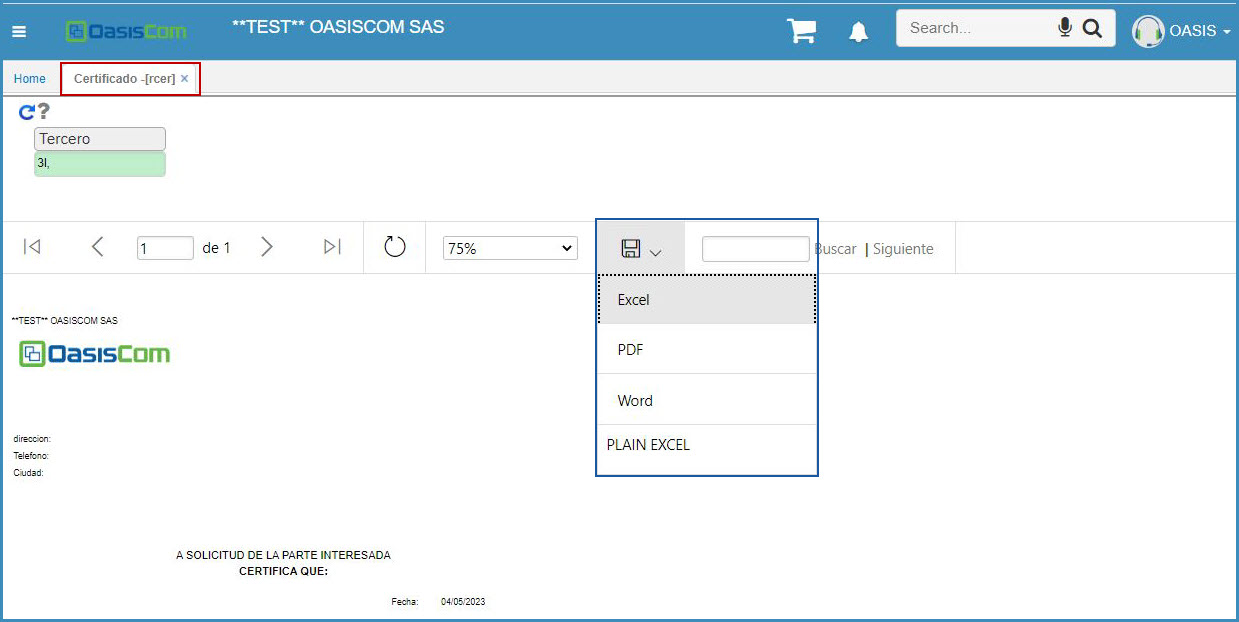 OasisCom
**TEST** OASISCOM SAS
Search...
OASIS
Home
Certificado -[rcer] ×
?
Tercero
3I,
1
de 1
75%
Buscar | Siguiente
Excel
PDF
Word
PLAIN EXCEL
**TEST** OASISCOM SAS
OasisCom
direccion:
Telefono:
Ciudad:
A SOLICITUD DE LA PARTE INTERESADA
CERTIFICA QUE:
Fecha: 04/05/2023